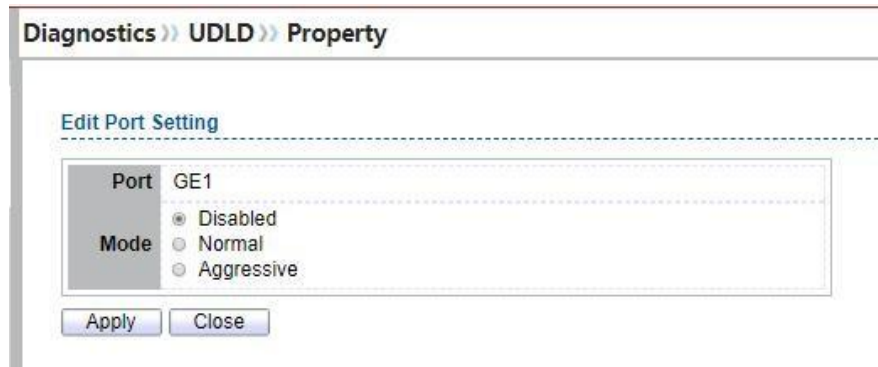 Diagnostics » UDLD » Property
Edit Port Setting
Port GE1
Mode
Disabled
Normal
Aggressive
Apply Close